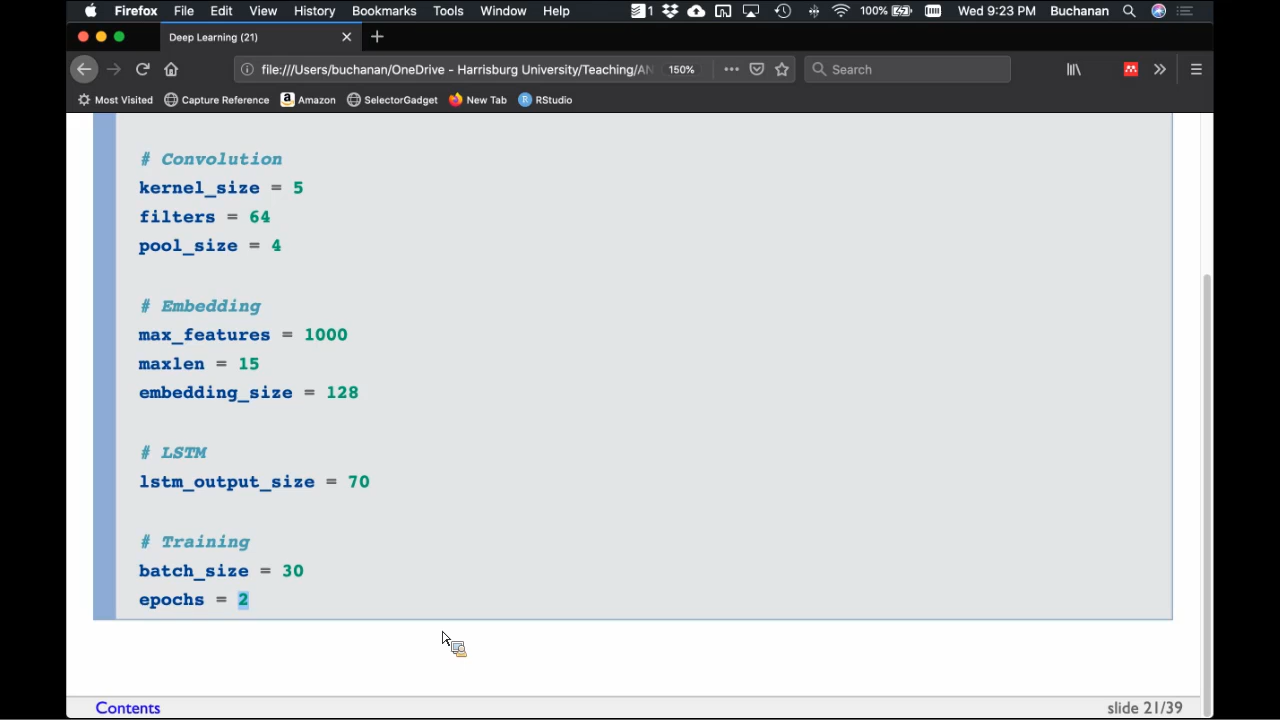 Firefox File Edit View History Bookmarks Tools Window Help 1 100% Wed 9:23 PM Buchanan
Deep Learning (21)
file:///Users/buchanan/OneDrive - Harrisburg University/Teaching/AN 150% Search
Most Visited Capture Reference Amazon SelectorGadget New Tab RStudio
# Convolution
kernel_size = 5
filters = 64
pool_size = 4
# Embedding
max_features = 1000
maxlen = 15
embedding_size = 128
# LSTM
lstm_output_size = 70
# Training
batch_size = 30
epochs = 2
Contents slide 21/39